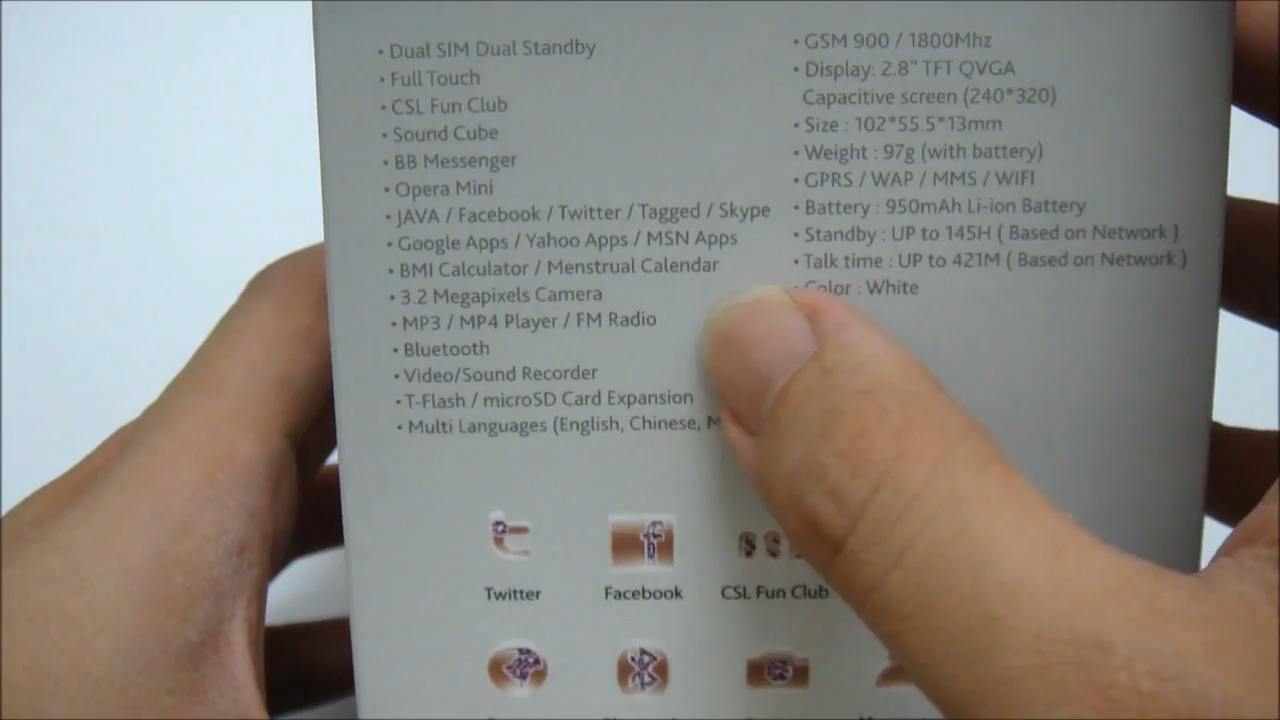 • Dual SIM Dual Standby
• Full Touch
• CSL Fun Club
• Sound Cube
• BB Messenger
• Opera Mini
• JAVA / Facebook / Twitter / Tagged / Skype
• Google Apps / Yahoo Apps / MSN Apps
• BMI Calculator / Menstrual Calendar
• 3.2 Megapixels Camera
• MP3 / MP4 Player / FM Radio
• Bluetooth
• Video/Sound Recorder
• T-Flash / microSD Card Expansion
• Multi Languages (English, Chinese,
• GSM 900 / 1800Mhz
• Display: 2.8" TFT QVGA
Capacitive screen (240*320)
• Size : 102*55.5*13mm
• Weight : 97g (with battery)
• GPRS / WAP / MMS / WIFI
• Battery : 950mAh Li-ion Battery
• Standby : UP to 145H ( Based on Network )
• Talk time : UP to 421M ( Based on Network )
• Color : White
Twitter
Facebook
CSL Fun Club